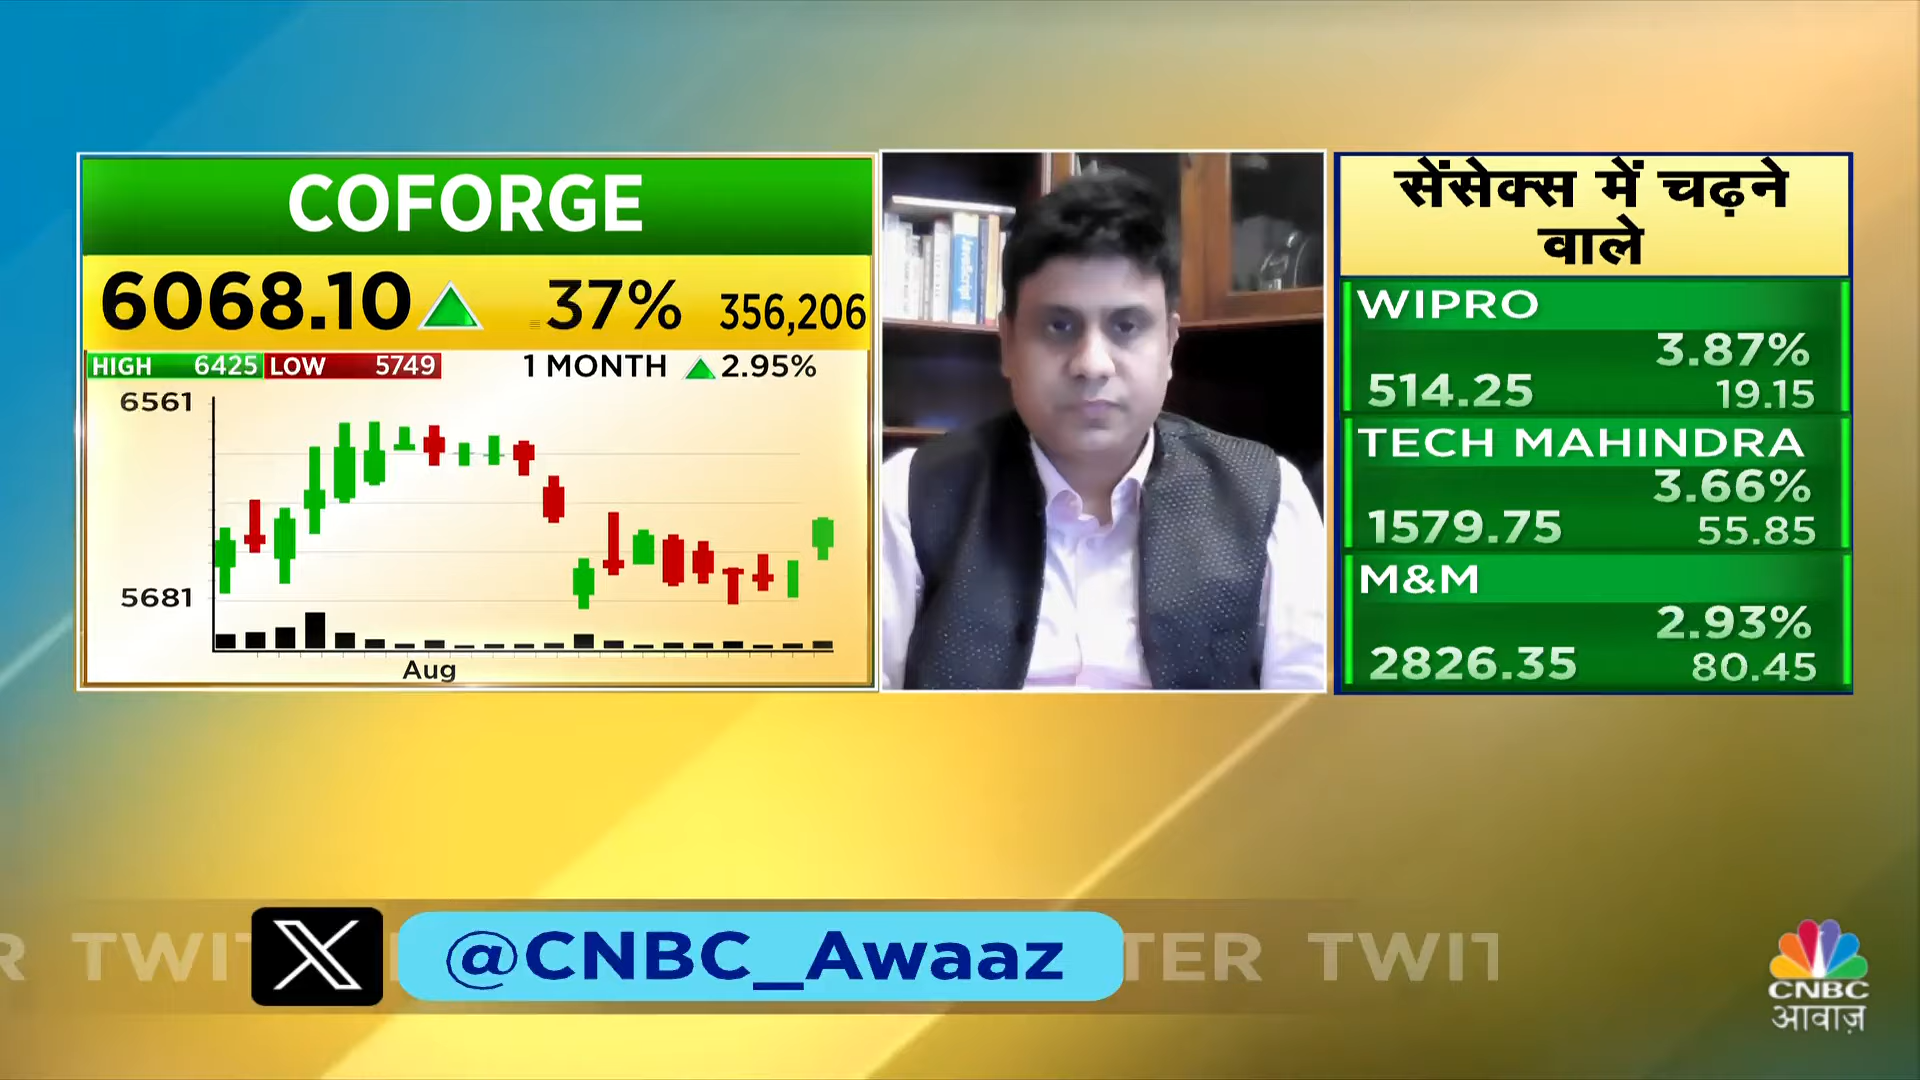 COFORGE
6068.10 37% 356,206
HIGH 6425 LOW 5749 1 MONTH 2.95%
6561
5681
Aug
JavaScript
सेंसेक्स में चढ़ने
वाले
WIPRO
3.87%
514.25 19.15
TECH MAHINDRA
3.66%
1579.75 55.85
M&M
2.93%
2826.35 80.45
R TWIT @CNBC_Awaaz TER TWIT
CNBC
आवाज़